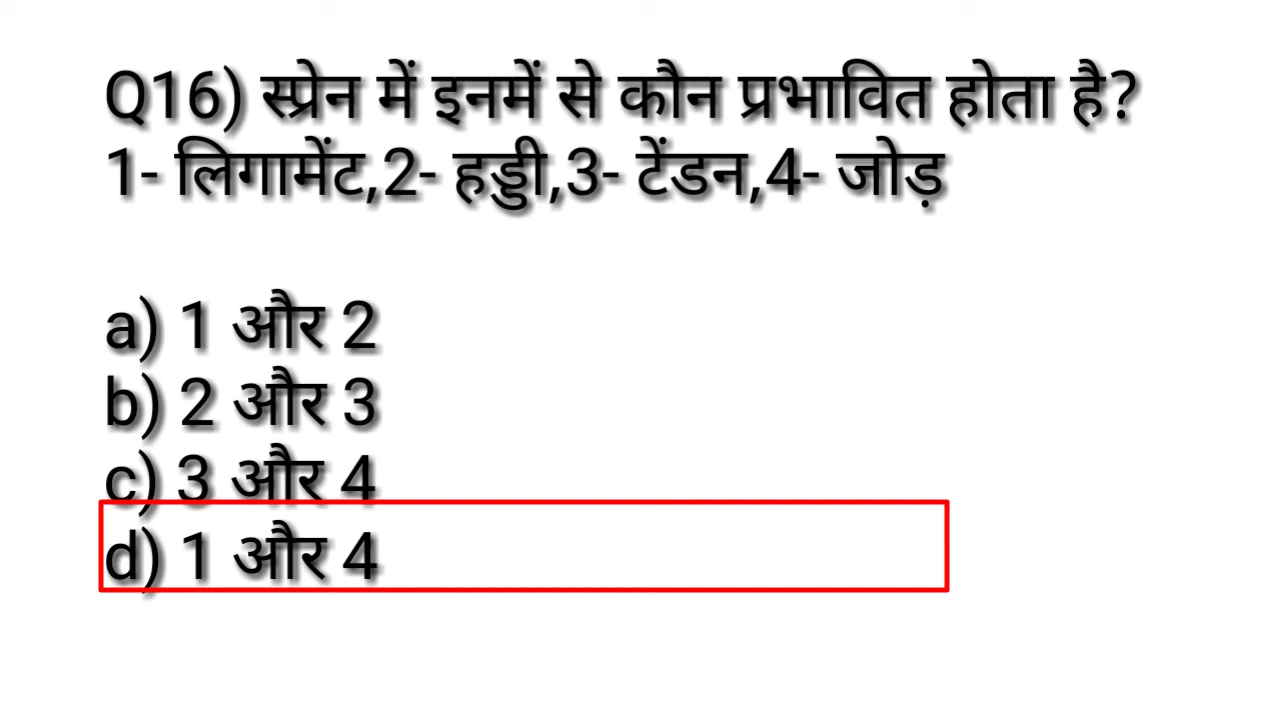 Q16) स्प्रेन में इनमें से कौन प्रभावित होता है?
1- लिगामेंट,2- हड्डी,3- टेंडन,4- जोड़
a) 1 और 2
b) 2 और 3
c) 3 और 4
d) 1 और 4